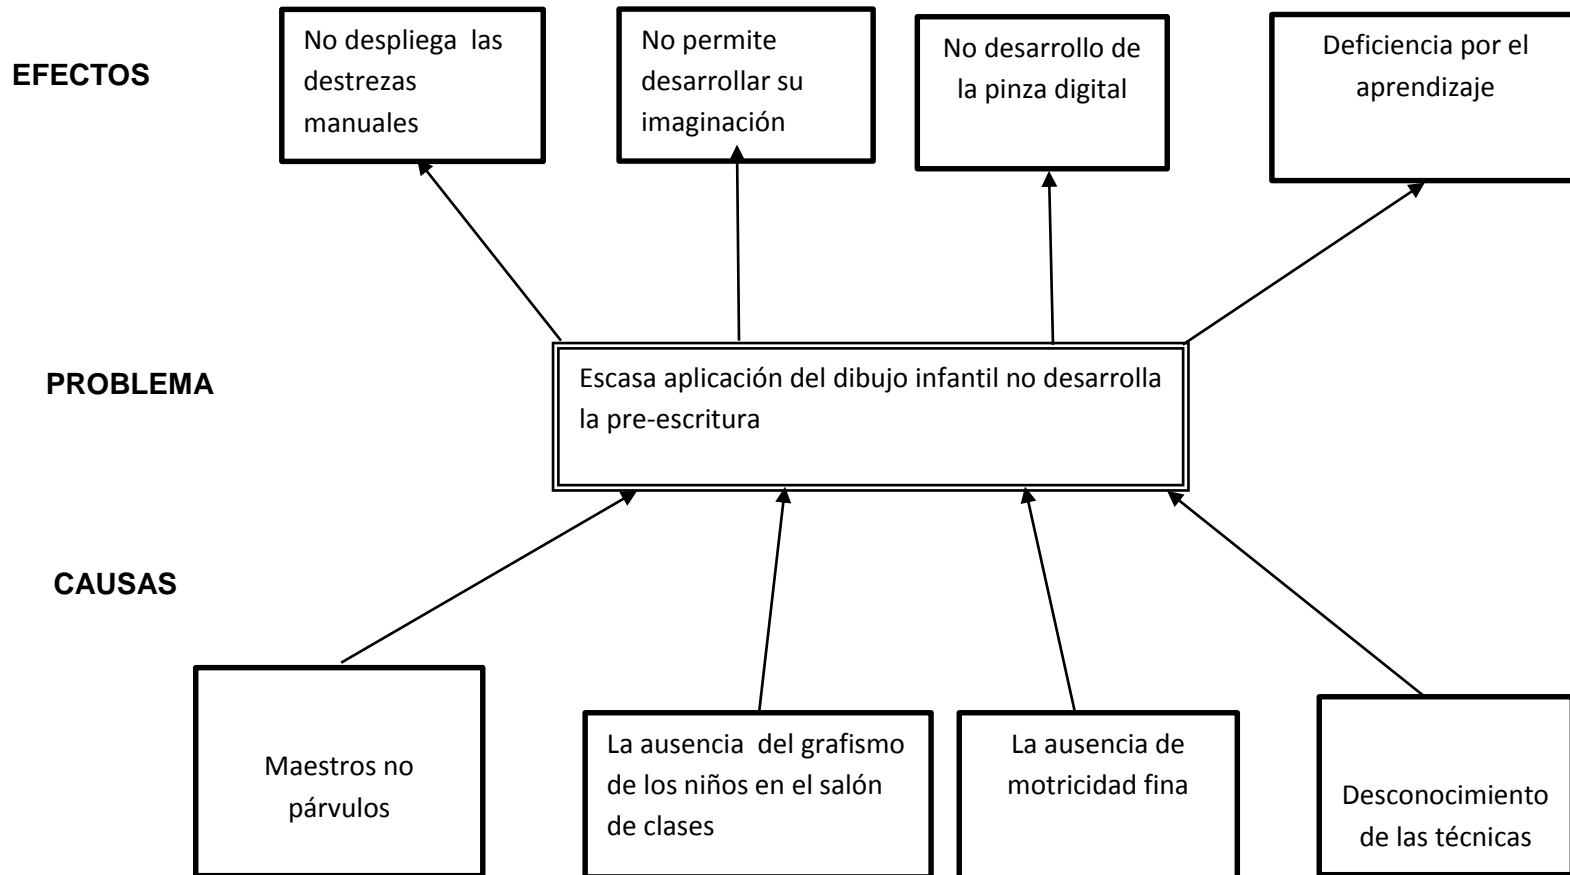 EFECTOS
No despliega  las
destrezas
manuales
No permite
desarrollar su
imaginación
No desarrollo de
la pinza digital
Deficiencia por el
aprendizaje
PROBLEMA
Escasa aplicación del dibujo infantil no desarrolla
la pre-escritura
CAUSAS
Maestros no
párvulos
La ausencia  del grafismo
de los niños en el salón
de clases
La ausencia de
motricidad fina
Desconocimiento
de las técnicas